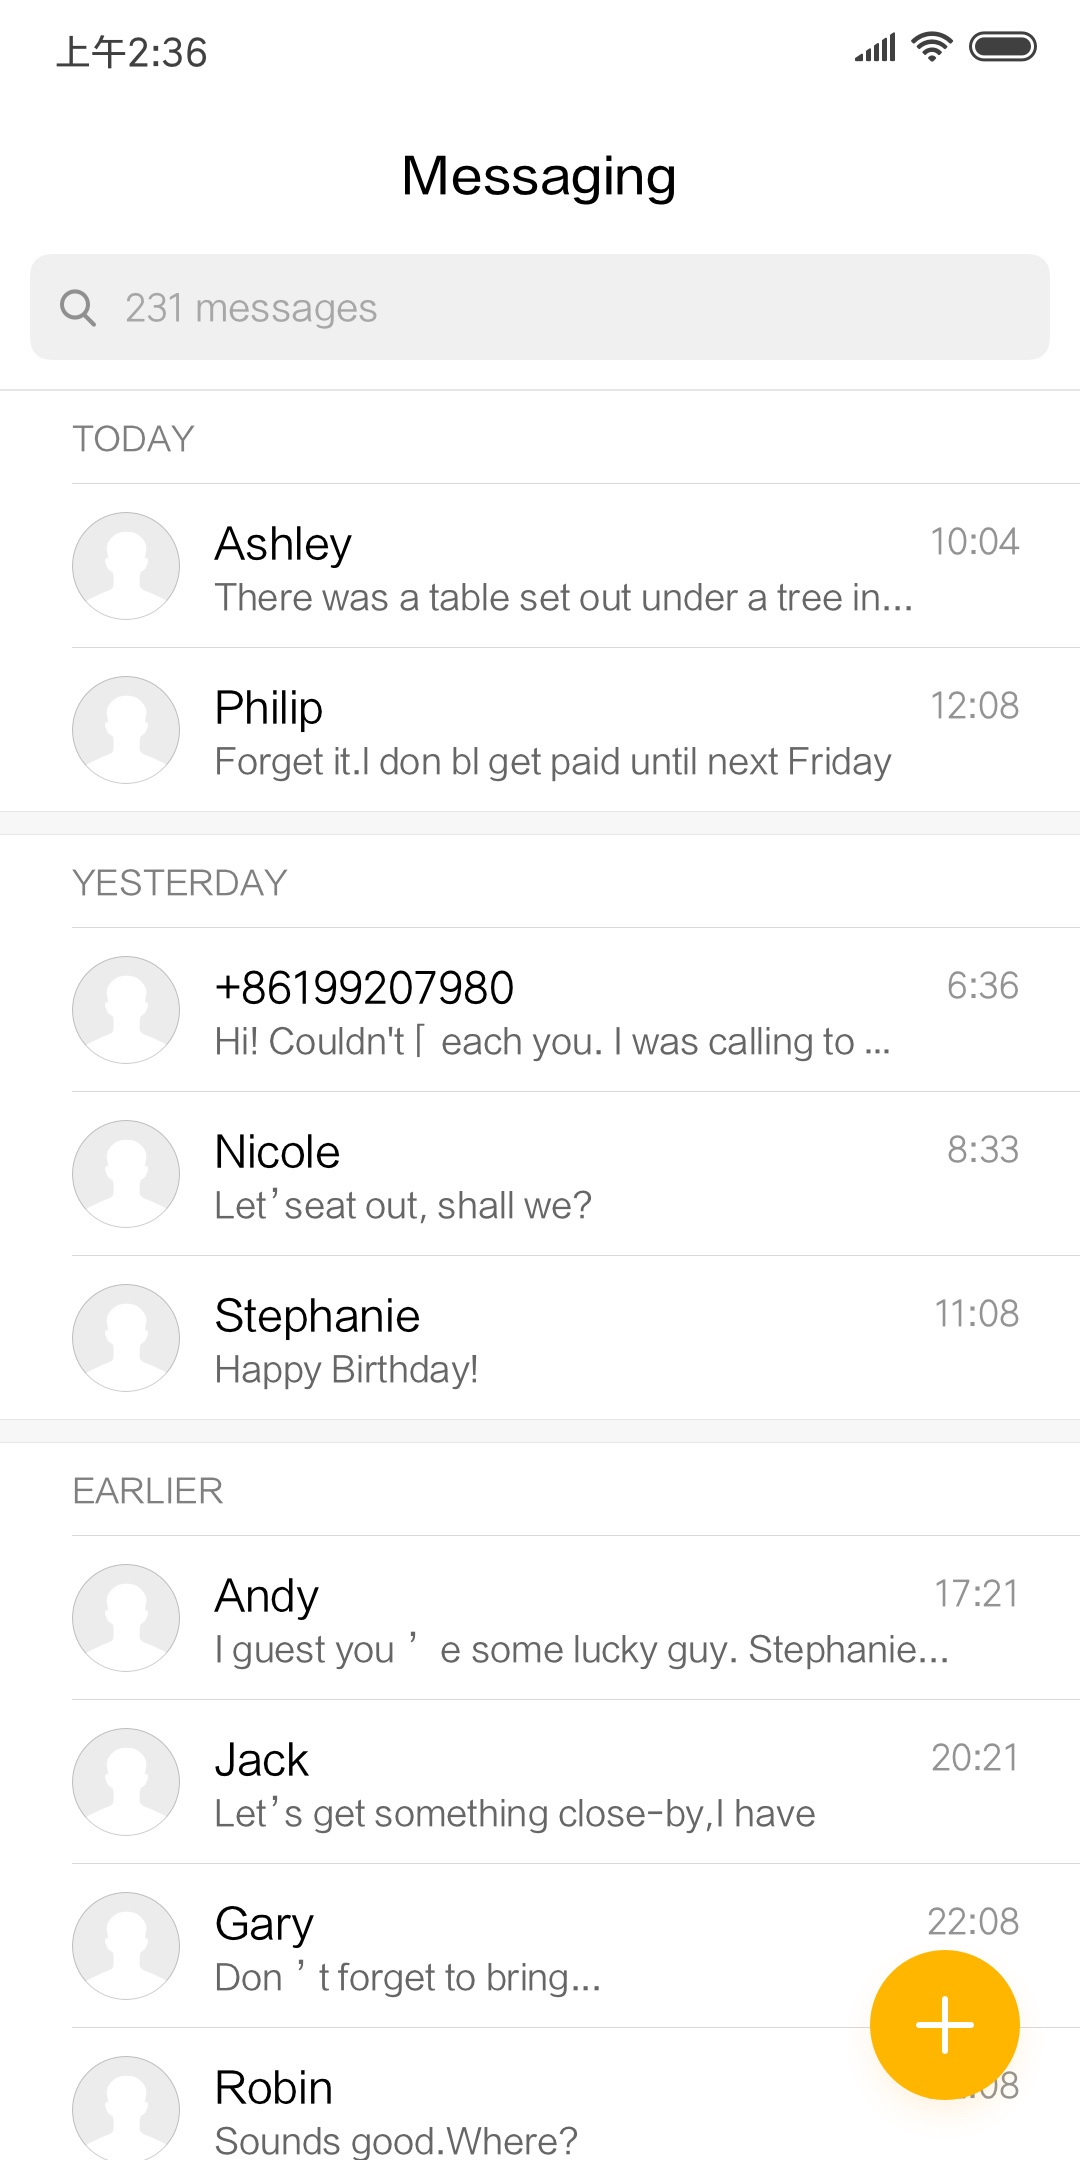 上午2:36
Messaging
231 messages
TODAY
Ashley 10:04
There was a table set out under a tree in...
Philip 12:08
Forget it.I don bl get paid until next Friday
YESTERDAY
+86199207980 6:36
Hi! Couldn't「 each you. I was calling to ...
Nicole 8:33
Let’seat out, shall we?
Stephanie 11:08
Happy Birthday!
EARLIER
Andy 17:21
I guest you ’ e some lucky guy. Stephanie...
Jack 20:21
Let’s get something close-by,I have
Gary 22:08
Don ’ t forget to bring...
Robin
Sounds good.Where?